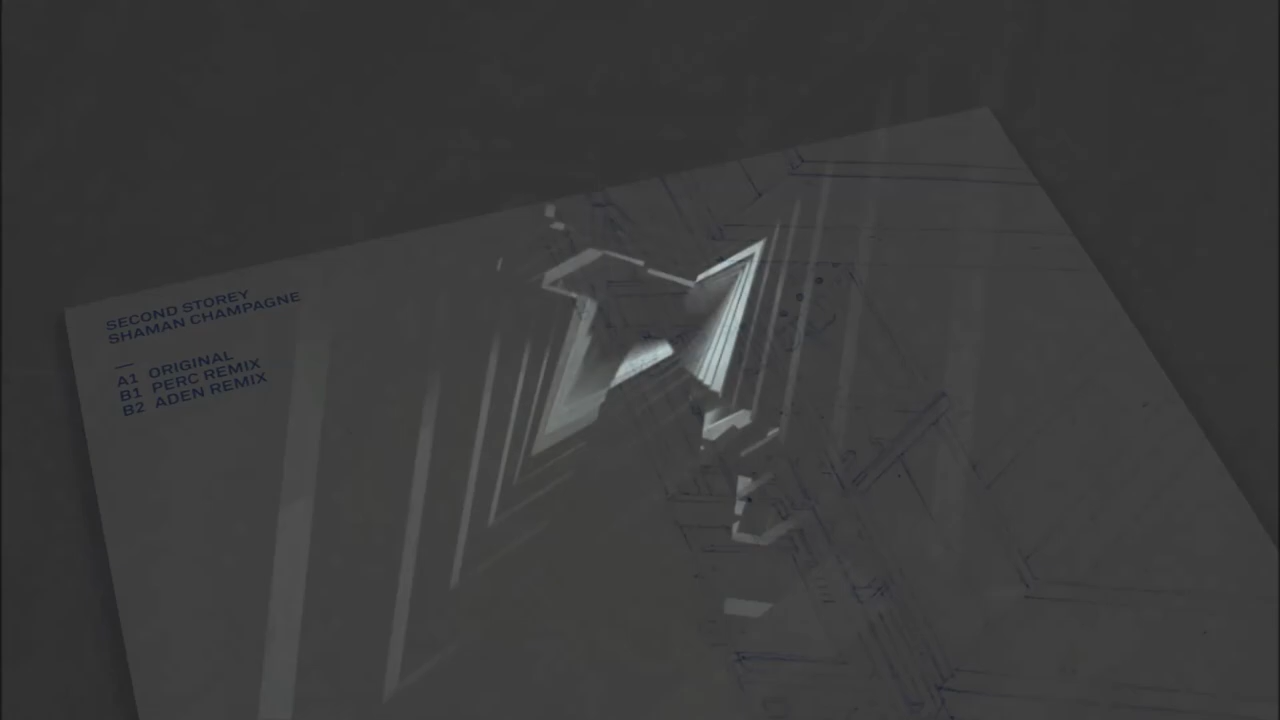 SECOND STOREY
SHAMAN CHAMPAGNE
—
A1 ORIGINAL
B1 PERC REMIX
B2 ADEN REMIX